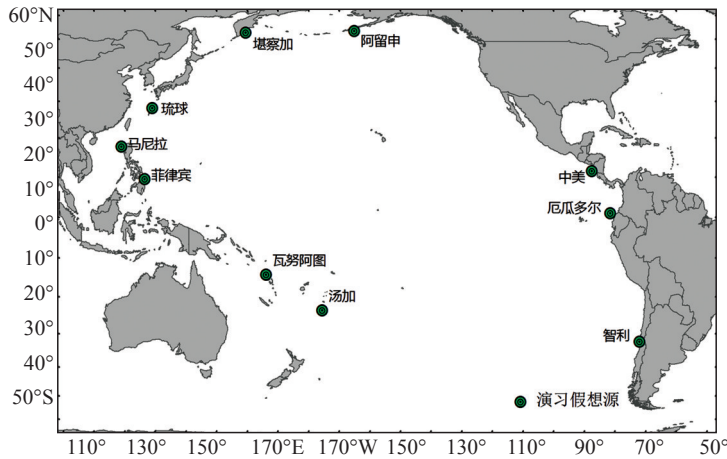 60°N
50°
堪察加
阿留申
40°
30°
琉球
20°
马尼拉
10°
菲律宾
中美
0°
厄瓜多尔
10°
瓦努阿图
20°
汤加
30°
智利
40°
50°S
演习假想源
110°
130°
150°
170°E
170°W
150°
130°
110°
90°
70°
50°